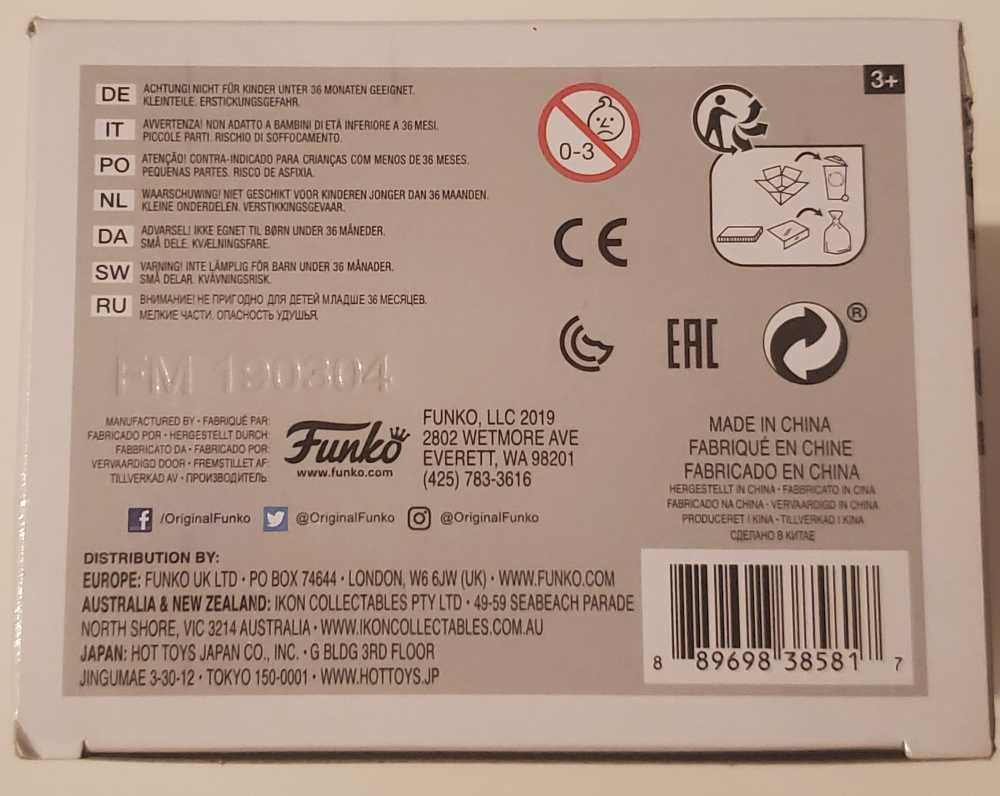 3+
DE ACHTUNG! NICHT FÜR KINDER UNTER 36 MONATEN GEEIGNET.
KLEINTEILE. ERSTICKUNGSGEFAHR.
IT AVVERTENZA! NON ADATTO A BAMBINI DI ETÀ INFERIORE A 36 MESI.
PICCOLE PARTI. RISCHIO DI SOFFOCAMENTO.
PO ATENÇÃO! CONTRA-INDICADO PARA CRIANÇAS COM MENOS DE 36 MESES.
PEQUENAS PARTES. RISCO DE ASFIXIA.
NL WAARSCHUWING! NIET GESCHIKT VOOR KINDEREN JONGER DAN 36 MAANDEN.
KLEINE ONDERDELEN. VERSTIKKINGSGEVAAR.
DA ADVARSEL! IKKE EGNET TIL BØRN UNDER 36 MÅNEDER.
SMÅ DELE. KVÆLNINGSFARE.
SW VARNING! INTE LÄMPLIG FÖR BARN UNDER 36 MÅNADER.
SMÅ DELAR. KVÄVNINGSRISK.
RU ВНИМАНИЕ! НЕ ПРИГОДНО ДЛЯ ДЕТЕЙ МЛАДШЕ 36 МЕСЯЦЕВ.
МЕЛКИЕ ЧАСТИ. ОПАСНОСТЬ УДУШЬЯ.
0-3
CE
EAC
®
HM 190304
MANUFACTURED BY • FABRIQUÉ PAR:
FABRICADO POR • HERGESTELLT DURCH:
FABBRICATO DA • FABRICADO POR:
VERVAARDIGD DOOR • FREMSTILLET AF:
TILLVERKAD AV • ПРОИЗВОДИТЕЛЬ:
Funko
www.funko.com
FUNKO, LLC 2019
2802 WETMORE AVE
EVERETT, WA 98201
(425) 783-3616
/OriginalFunko @OriginalFunko @OriginalFunko
MADE IN CHINA
FABRIQUÉ EN CHINE
FABRICADO EN CHINA
HERGESTELLT IN CHINA • FABBRICATO IN CINA
FABRICADO NA CHINA • VERVAARDIGD IN CHINA
PRODUCERET I KINA • TILLVERKAD I KINA
СДЕЛАНО В КИТАЕ
DISTRIBUTION BY:
EUROPE: FUNKO UK LTD • PO BOX 74644 • LONDON, W6 6JW (UK) • WWW.FUNKO.COM
AUSTRALIA & NEW ZEALAND: IKON COLLECTABLES PTY LTD • 49-59 SEABEACH PARADE
NORTH SHORE, VIC 3214 AUSTRALIA • WWW.IKONCOLLECTABLES.COM.AU
JAPAN: HOT TOYS JAPAN CO., INC. • G BLDG 3RD FLOOR
JINGUMAE 3-30-12 • TOKYO 150-0001 • WWW.HOTTOYS.JP
8 89698 38581 7